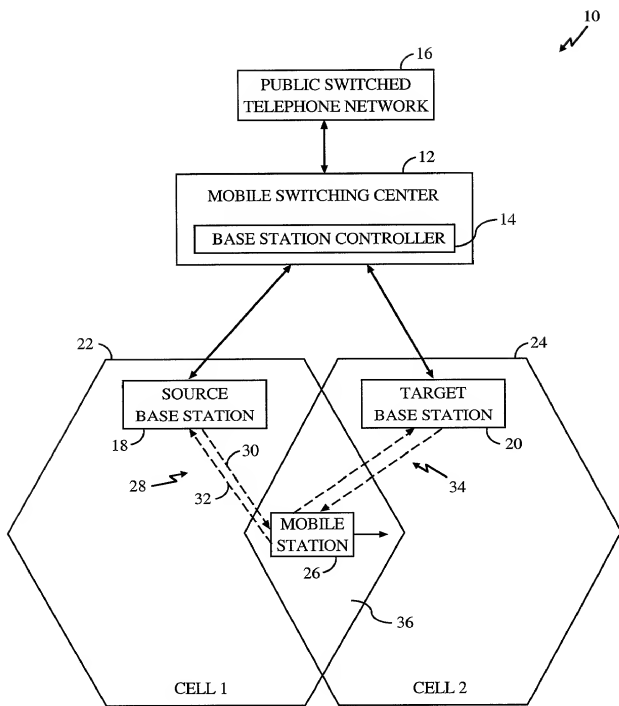 10
16
PUBLIC SWITCHED
TELEPHONE NETWORK
12
MOBILE SWITCHING CENTER
14
BASE STATION CONTROLLER
22
24
SOURCE
BASE STATION
TARGET
BASE STATION
18
30
20
28
32
34
MOBILE
STATION
26
36
CELL 1
CELL 2